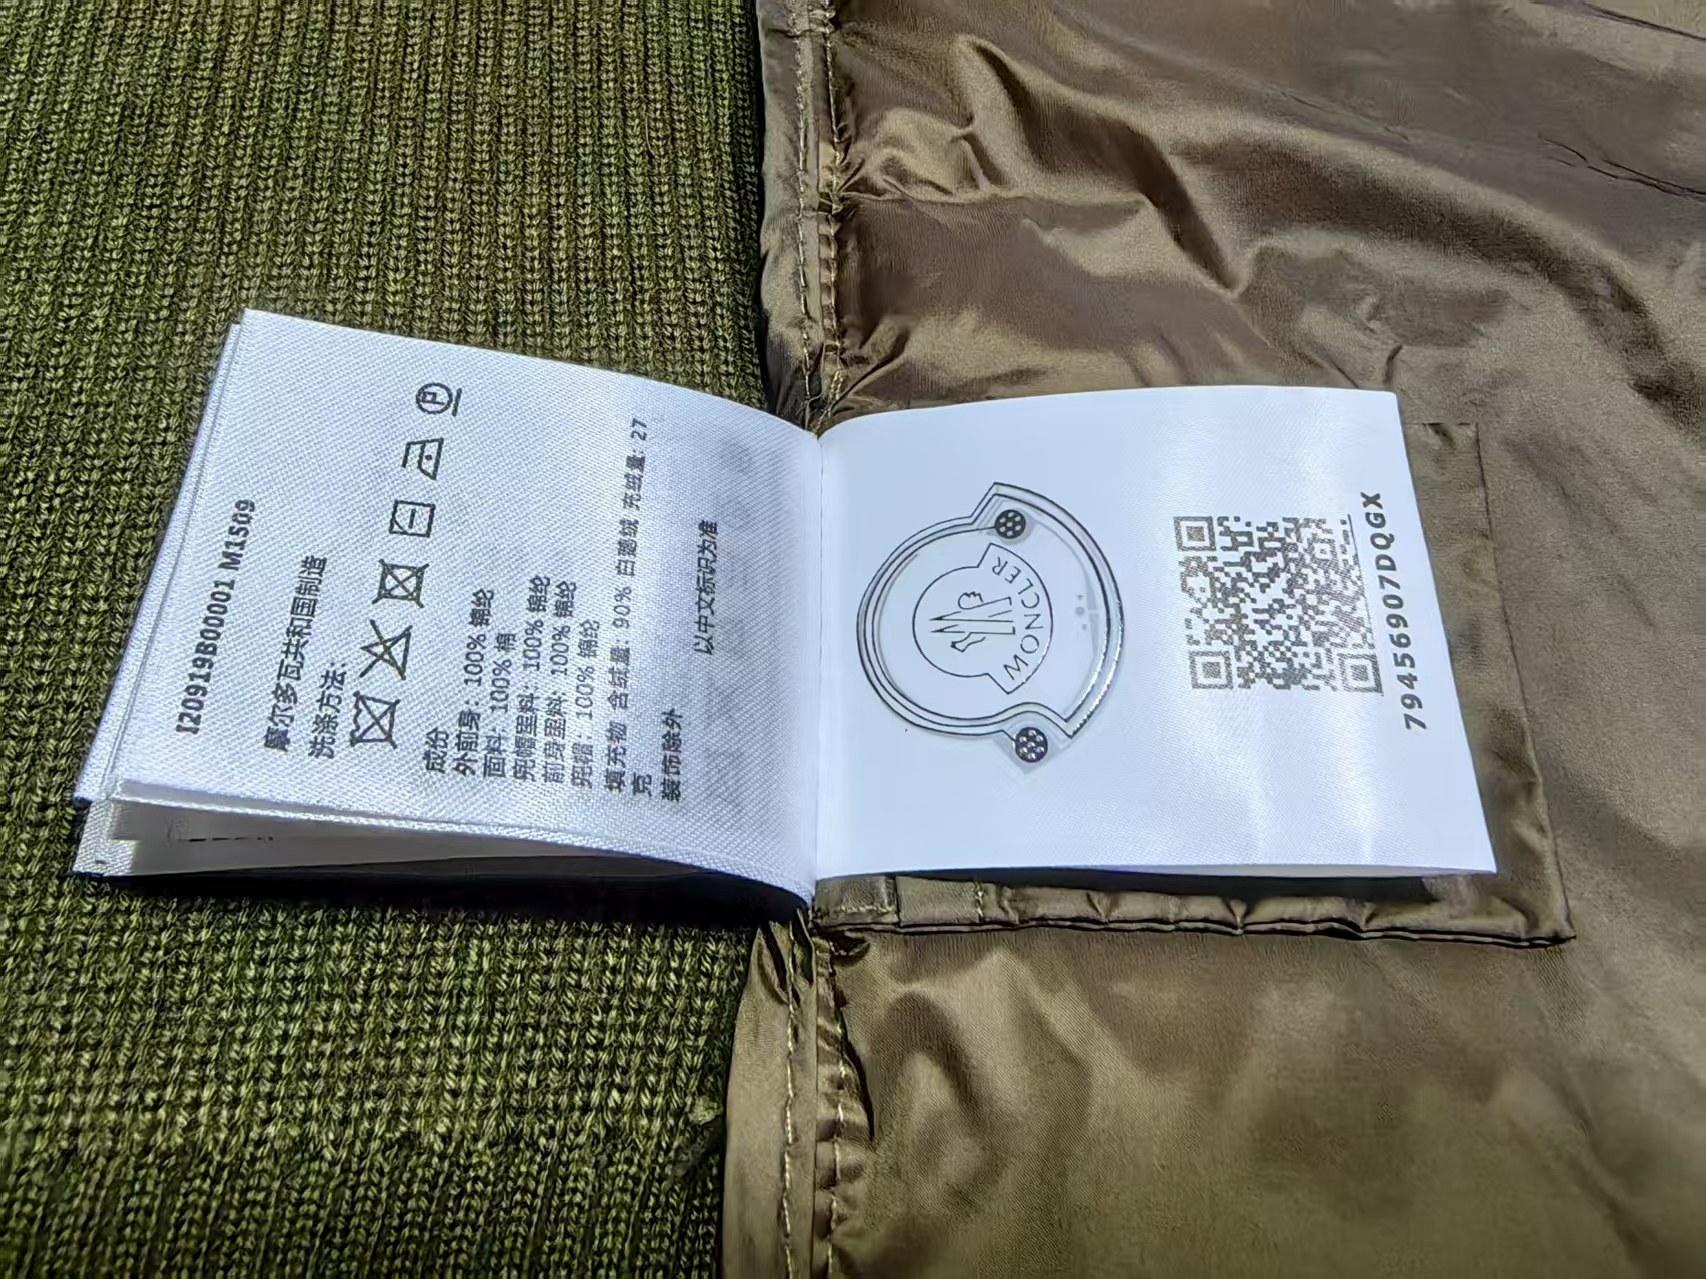 I20919B00001 M1509
摩尔多瓦共和国制造
洗涤方法：
P
成份
外前身：100% 锦纶
面料：100% 棉
兜帽里料：100% 锦纶
前身里料：100% 锦纶
兜帽：100% 锦纶
填充物 含绒量：90% 白鹅绒 充绒量：27
克
装饰除外
以中文标识为准
MONCLER
79456907DQGX